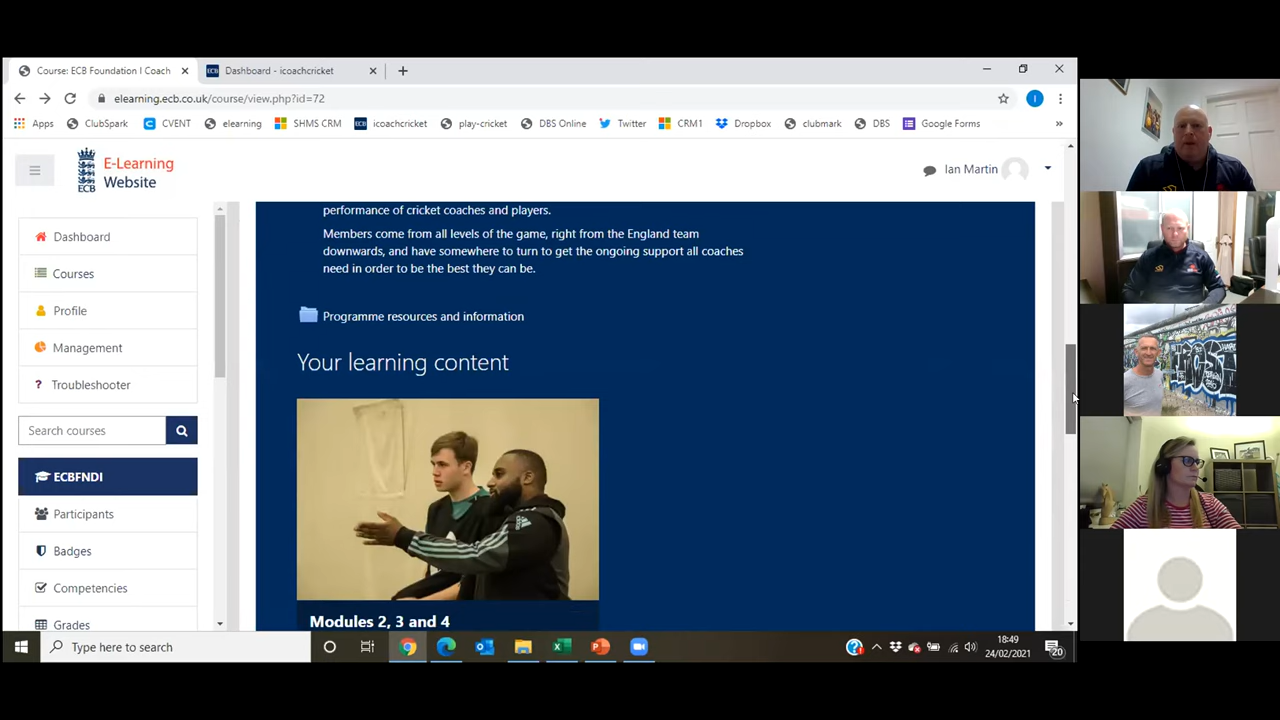 Course: ECB Foundation I Coach
Dashboard - icoachcricket
elearning.ecb.co.uk/course/view.php?id=72
Apps ClubSpark CVENT elearning SHMS CRM icoachcricket play-cricket DBS Online Twitter CRM1 Dropbox clubmark DBS Google Forms »
ECB
E-Learning
Website
Ian Martin
Dashboard
Courses
Profile
Management
Troubleshooter
Search courses
ECBFNDI
Participants
Badges
Competencies
Grades
performance of cricket coaches and players.
Members come from all levels of the game, right from the England team
downwards, and have somewhere to turn to get the ongoing support all coaches
need in order to be the best they can be.
Programme resources and information
Your learning content
Modules 2, 3 and 4
Type here to search
18:49
24/02/2021
20